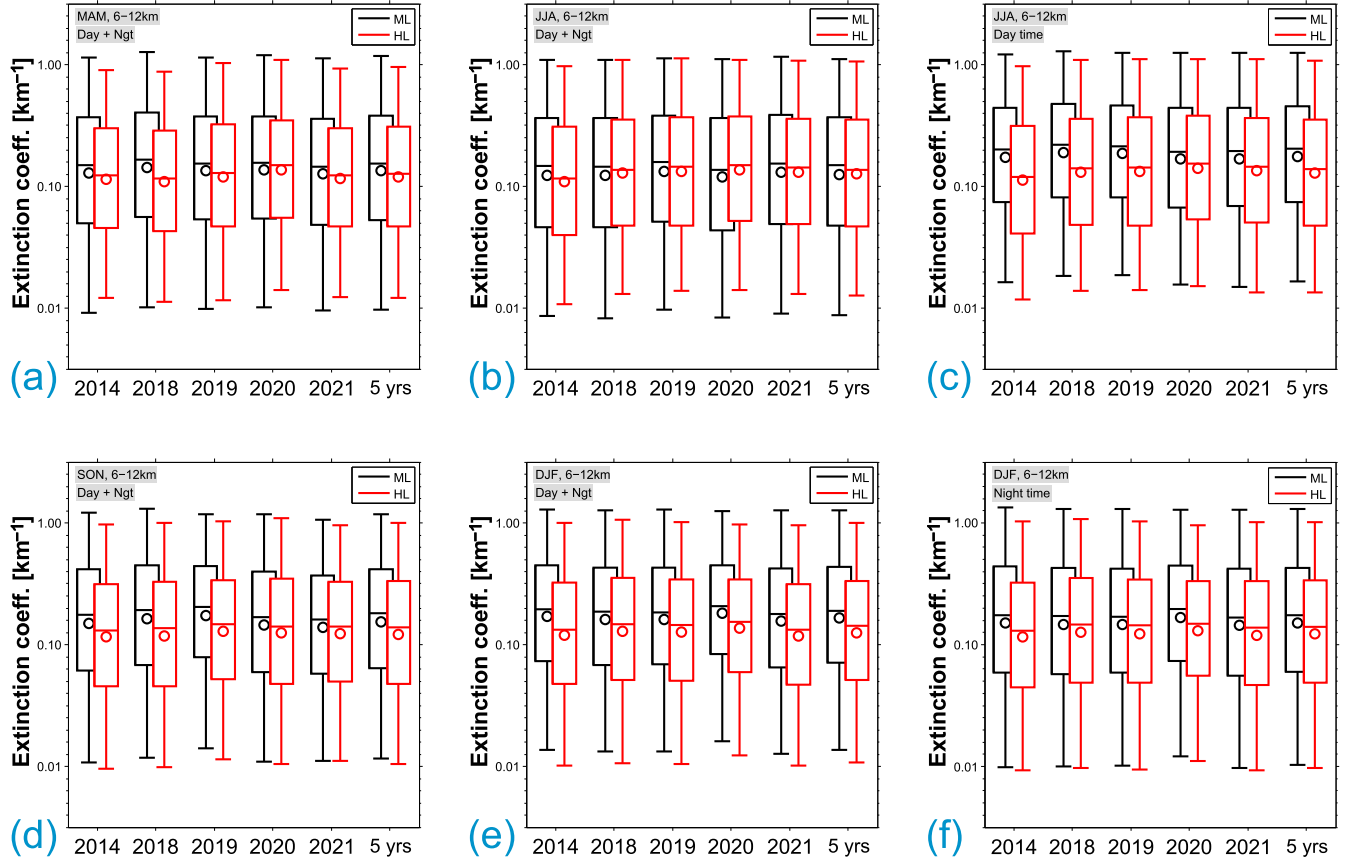 MAM, 6−12km
Day + Ngt
ML
HL
1.00
0.10
0.01
Extinction coeff. [km−1]
(a)
2014 2018 2019 2020 2021 5 yrs
JJA, 6−12km
Day + Ngt
ML
HL
1.00
0.10
0.01
Extinction coeff. [km−1]
(b)
2014 2018 2019 2020 2021 5 yrs
JJA, 6−12km
Day time
ML
HL
1.00
0.10
0.01
Extinction coeff. [km−1]
(c)
2014 2018 2019 2020 2021 5 yrs
SON, 6−12km
Day + Ngt
ML
HL
1.00
0.10
0.01
Extinction coeff. [km−1]
(d)
2014 2018 2019 2020 2021 5 yrs
DJF, 6−12km
Day + Ngt
ML
HL
1.00
0.10
0.01
Extinction coeff. [km−1]
(e)
2014 2018 2019 2020 2021 5 yrs
DJF, 6−12km
Night time
ML
HL
1.00
0.10
0.01
Extinction coeff. [km−1]
(f)
2014 2018 2019 2020 2021 5 yrs